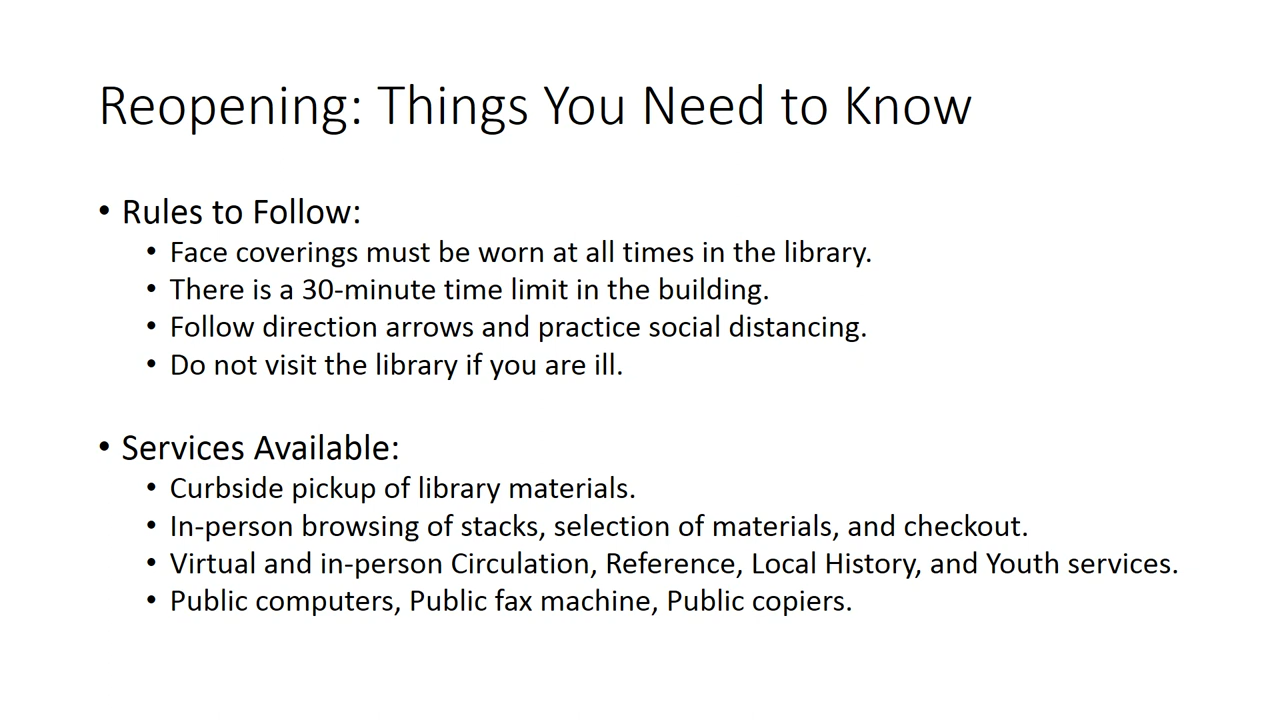 Reopening: Things You Need to Know
• Rules to Follow:
• Face coverings must be worn at all times in the library.
• There is a 30-minute time limit in the building.
• Follow direction arrows and practice social distancing.
• Do not visit the library if you are ill.
• Services Available:
• Curbside pickup of library materials.
• In-person browsing of stacks, selection of materials, and checkout.
• Virtual and in-person Circulation, Reference, Local History, and Youth services.
• Public computers, Public fax machine, Public copiers.